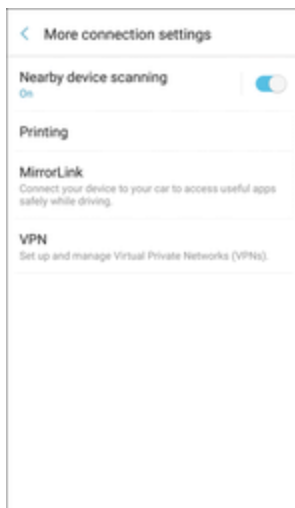 More connection settings
Nearby device scanning
On
Printing
MirrorLink
Connect your device to your car to access useful apps
safely while driving.
VPN
Set up and manage Virtual Private Networks (VPNs).